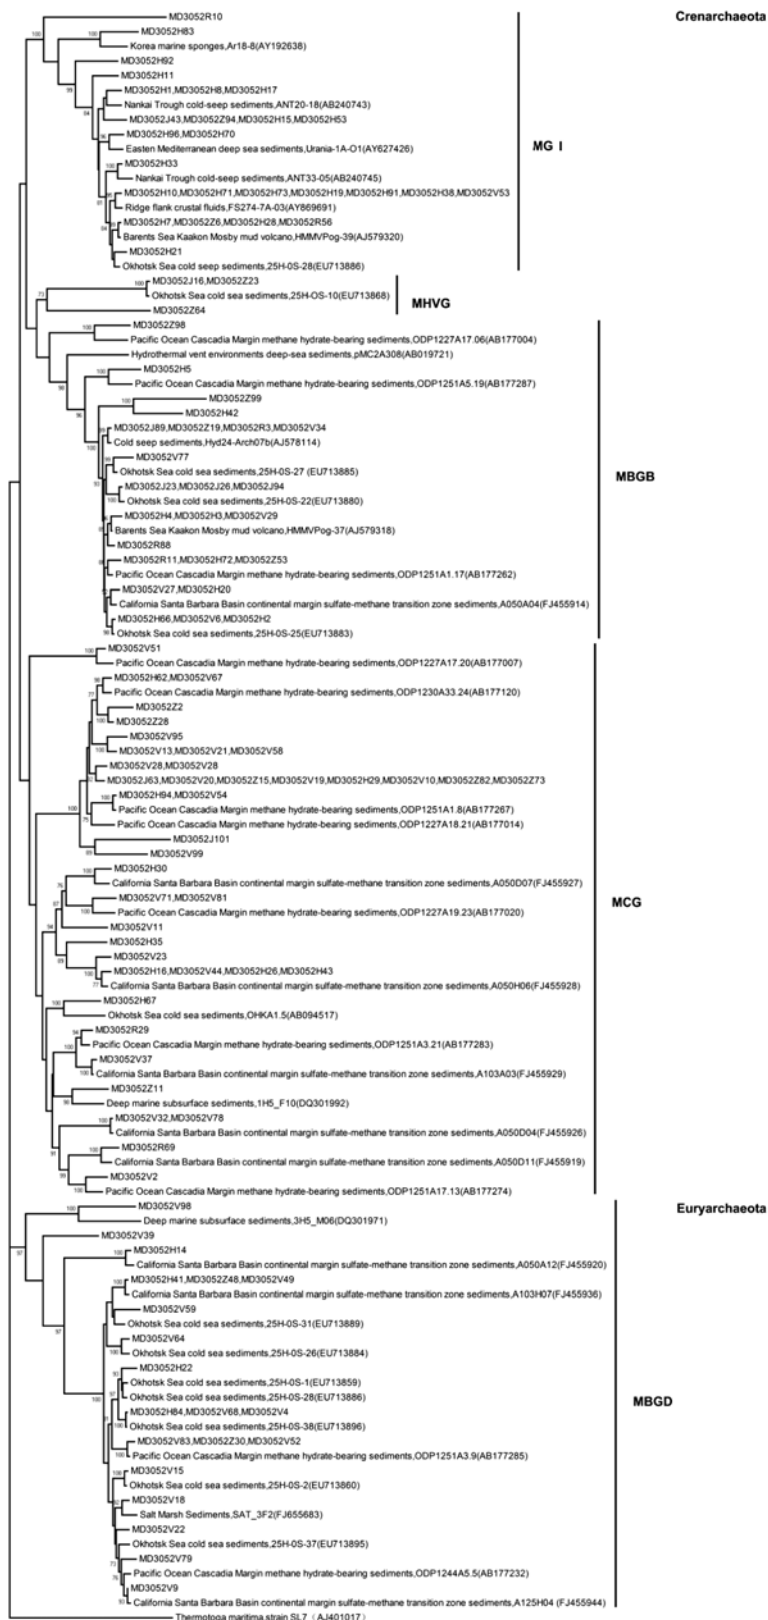 MD3052R10
Crenarchaeota
MD3052H83
Korea marine sponges,Ar18-8(AY192638)
MD3052H92
MD3052H11
MD3052H1,MD3052H8,MD3052H17
Nankai Trough cold-seep sediments,ANT20-18(AB240743)
MD3052J43,MD3052Z94,MD3052H15,MD3052H53
MD3052H96,MD3052H70
Easten Mediterranean deep sea sediments,Urania-1A-O1(AY627426)
MG I
MD3052H33
Nankai Trough cold-seep sediments,ANT33-05(AB240745)
MD3052H10,MD3052H71,MD3052H73,MD3052H19,MD3052H91,MD3052H38,MD3052V53
Ridge flank crustal fluids,FS274-7A-03(AY869691)
MD3052H7,MD3052Z6,MD3052H28,MD3052R56
Barents Sea Kaakon Mosby mud volcano,HMMVPog-39(AJ579320)
MD3052H21
Okhotsk Sea cold seep sediments,25H-0S-28(EU713886)
MD3052J16,MD3052Z23
Okhotsk Sea cold sea sediments,25H-OS-10(EU713868)
MHVG
MD3052Z64
MD3052Z98
Pacific Ocean Cascadia Margin methane hydrate-bearing sediments,ODP1227A17.06(AB177004)
Hydrothermal vent environments deep-sea sediments,pMC2A308(AB019721)
MD3052H5
Pacific Ocean Cascadia Margin methane hydrate-bearing sediments,ODP1251A5.19(AB177287)
MD3052Z99
MD3052H42
MD3052J89,MD3052Z19,MD3052R3,MD3052V34
Cold seep sediments,Hyd24-Arch07b(AJ578114)
MD3052V77
Okhotsk Sea cold sea sediments,25H-0S-27 (EU713885)
MBGB
MD3052J23,MD3052J26,MD3052J94
Okhotsk Sea cold sea sediments,25H-0S-22(EU713880)
MD3052H4,MD3052H3,MD3052V29
Barents Sea Kaakon Mosby mud volcano,HMMVPog-37(AJ579318)
MD3052R88
MD3052R11,MD3052H72,MD3052Z53
Pacific Ocean Cascadia Margin methane hydrate-bearing sediments,ODP1251A1.17(AB177262)
MD3052V27,MD3052H20
California Santa Barbara Basin continental margin sulfate-methane transition zone sediments,A050A04(FJ455914)
MD3052H66,MD3052V6,MD3052H2
Okhotsk Sea cold sea sediments,25H-0S-25(EU713883)
MD3052V51
Pacific Ocean Cascadia Margin methane hydrate-bearing sediments,ODP1227A17.20(AB177007)
MD3052H62,MD3052V67
Pacific Ocean Cascadia Margin methane hydrate-bearing sediments,ODP1230A33.24(AB177120)
MD3052Z2
MD3052Z28
MD3052V95
MD3052V13,MD3052V21,MD3052V58
MD3052V28,MD3052V28
MD3052J63,MD3052V20,MD3052Z15,MD3052V19,MD3052H29,MD3052V10,MD3052Z82,MD3052Z73
MD3052H94,MD3052V54
Pacific Ocean Cascadia Margin methane hydrate-bearing sediments,ODP1251A1.8(AB177267)
Pacific Ocean Cascadia Margin methane hydrate-bearing sediments,ODP1227A18.21(AB177014)
MD3052J101
MD3052V99
MD3052H30
California Santa Barbara Basin continental margin sulfate-methane transition zone sediments,A050D07(FJ455927)
MD3052V71,MD3052V81
MCG
Pacific Ocean Cascadia Margin methane hydrate-bearing sediments,ODP1227A19.23(AB177020)
MD3052V11
MD3052H35
MD3052V23
MD3052H16,MD3052V44,MD3052H26,MD3052H43
California Santa Barbara Basin continental margin sulfate-methane transition zone sediments,A050H06(FJ455928)
MD3052H67
Okhotsk Sea cold sea sediments,OHKA1.5(AB094517)
MD3052R29
Pacific Ocean Cascadia Margin methane hydrate-bearing sediments,ODP1251A3.21(AB177283)
MD3052V37
California Santa Barbara Basin continental margin sulfate-methane transition zone sediments,A103A03(FJ455929)
MD3052Z11
Deep marine subsurface sediments,1H5_F10(DQ301992)
MD3052V32,MD3052V78
California Santa Barbara Basin continental margin sulfate-methane transition zone sediments,A050D04(FJ455926)
MD3052R69
California Santa Barbara Basin continental margin sulfate-methane transition zone sediments,A050D11(FJ455919)
MD3052V2
Pacific Ocean Cascadia Margin methane hydrate-bearing sediments,ODP1251A17.13(AB177274)
MD3052V98
Euryarchaeota
Deep marine subsurface sediments,3H5_M06(DQ301971)
MD3052V39
MD3052H14
California Santa Barbara Basin continental margin sulfate-methane transition zone sediments,A050A12(FJ455920)
MD3052H41,MD3052Z48,MD3052V49
California Santa Barbara Basin continental margin sulfate-methane transition zone sediments,A103H07(FJ455936)
MD3052V59
Okhotsk Sea cold sea sediments,25H-0S-31(EU713889)
MD3052V64
Okhotsk Sea cold sea sediments,25H-0S-26(EU713884)
MD3052H22
Okhotsk Sea cold sea sediments,25H-0S-1(EU713859)
Okhotsk Sea cold sea sediments,25H-0S-28(EU713886)
MBGD
MD3052H84,MD3052V68,MD3052V4
Okhotsk Sea cold sea sediments,25H-0S-38(EU713896)
MD3052V83,MD3052Z30,MD3052V52
Pacific Ocean Cascadia Margin methane hydrate-bearing sediments,ODP1251A3.9(AB177285)
MD3052V15
Okhotsk Sea cold sea sediments,25H-0S-2(EU713860)
MD3052V18
Salt Marsh Sediments,SAT_3F2(FJ655683)
MD3052V22
Okhotsk Sea cold sea sediments,25H-0S-37(EU713895)
MD3052V79
Pacific Ocean Cascadia Margin methane hydrate-bearing sediments,ODP1244A5.5(AB177232)
MD3052V9
California Santa Barbara Basin continental margin sulfate-methane transition zone sediments,A125H04 (FJ455944)
Thermotoga maritima,strain SL7 (AJ401017)